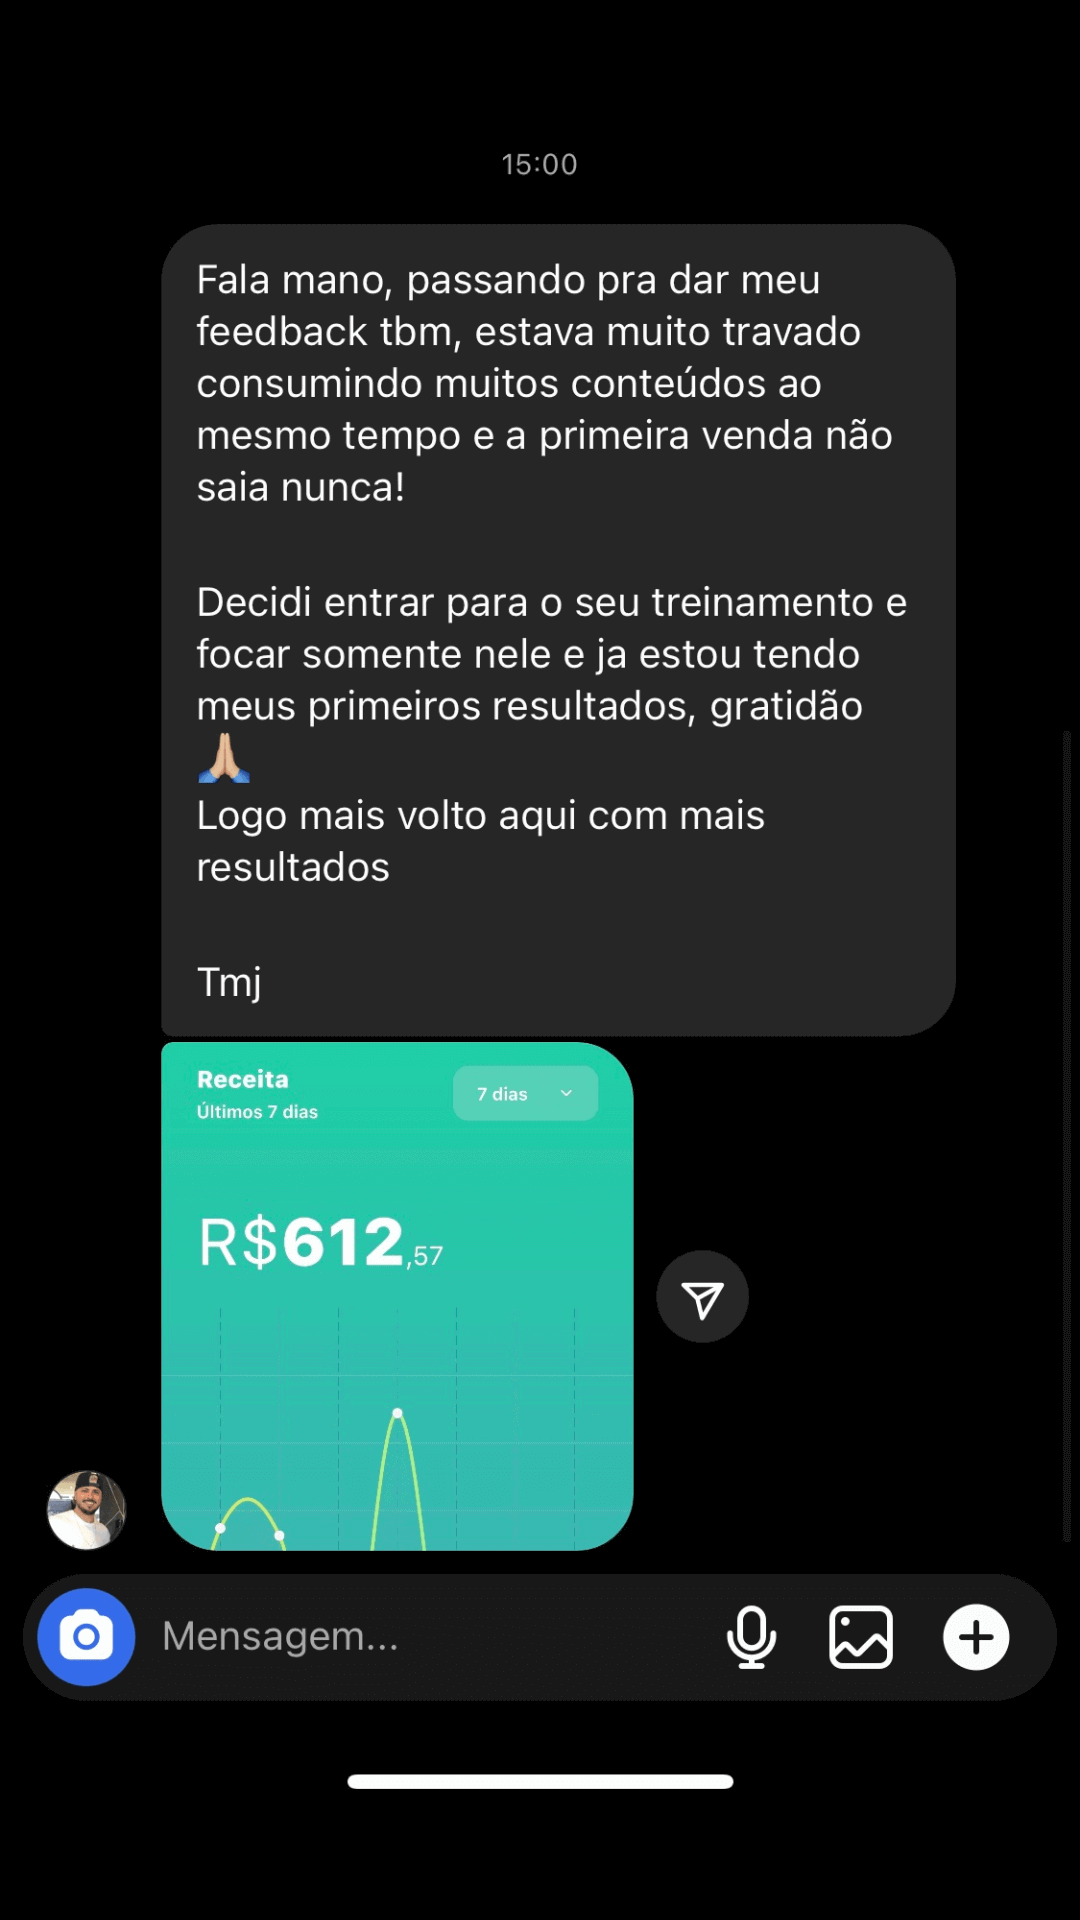 15:00
Fala mano, passando pra dar meu
feedback tbm, estava muito travado
consumindo muitos conteúdos ao
mesmo tempo e a primeira venda não
saia nunca!
Decidi entrar para o seu treinamento e
focar somente nele e ja estou tendo
meus primeiros resultados, gratidão
🙏🏼
Logo mais volto aqui com mais
resultados
Tmj
Receita
Últimos 7 dias
7 dias
R$612,57
Mensagem...